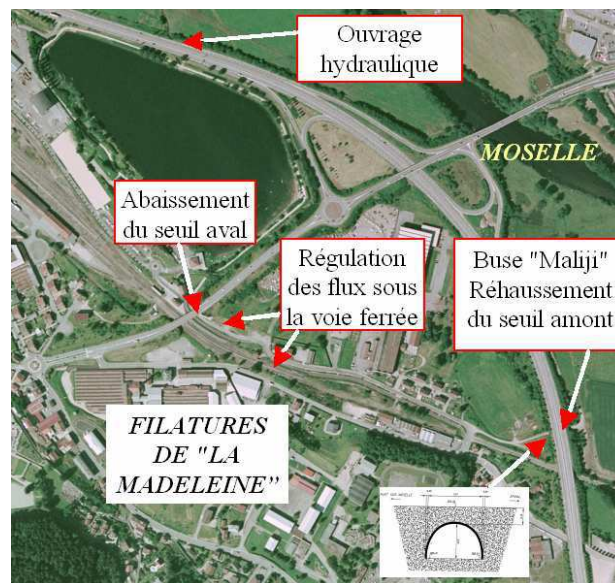 Ouvrage
hydraulique
MOSELLE
Abaissement
du seuil aval
Régulation
des flux sous
la voie ferrée
Buse "Maliji"
Réhaussement
du seuil amont
FILATURES
DE "LA
MADELEINE”